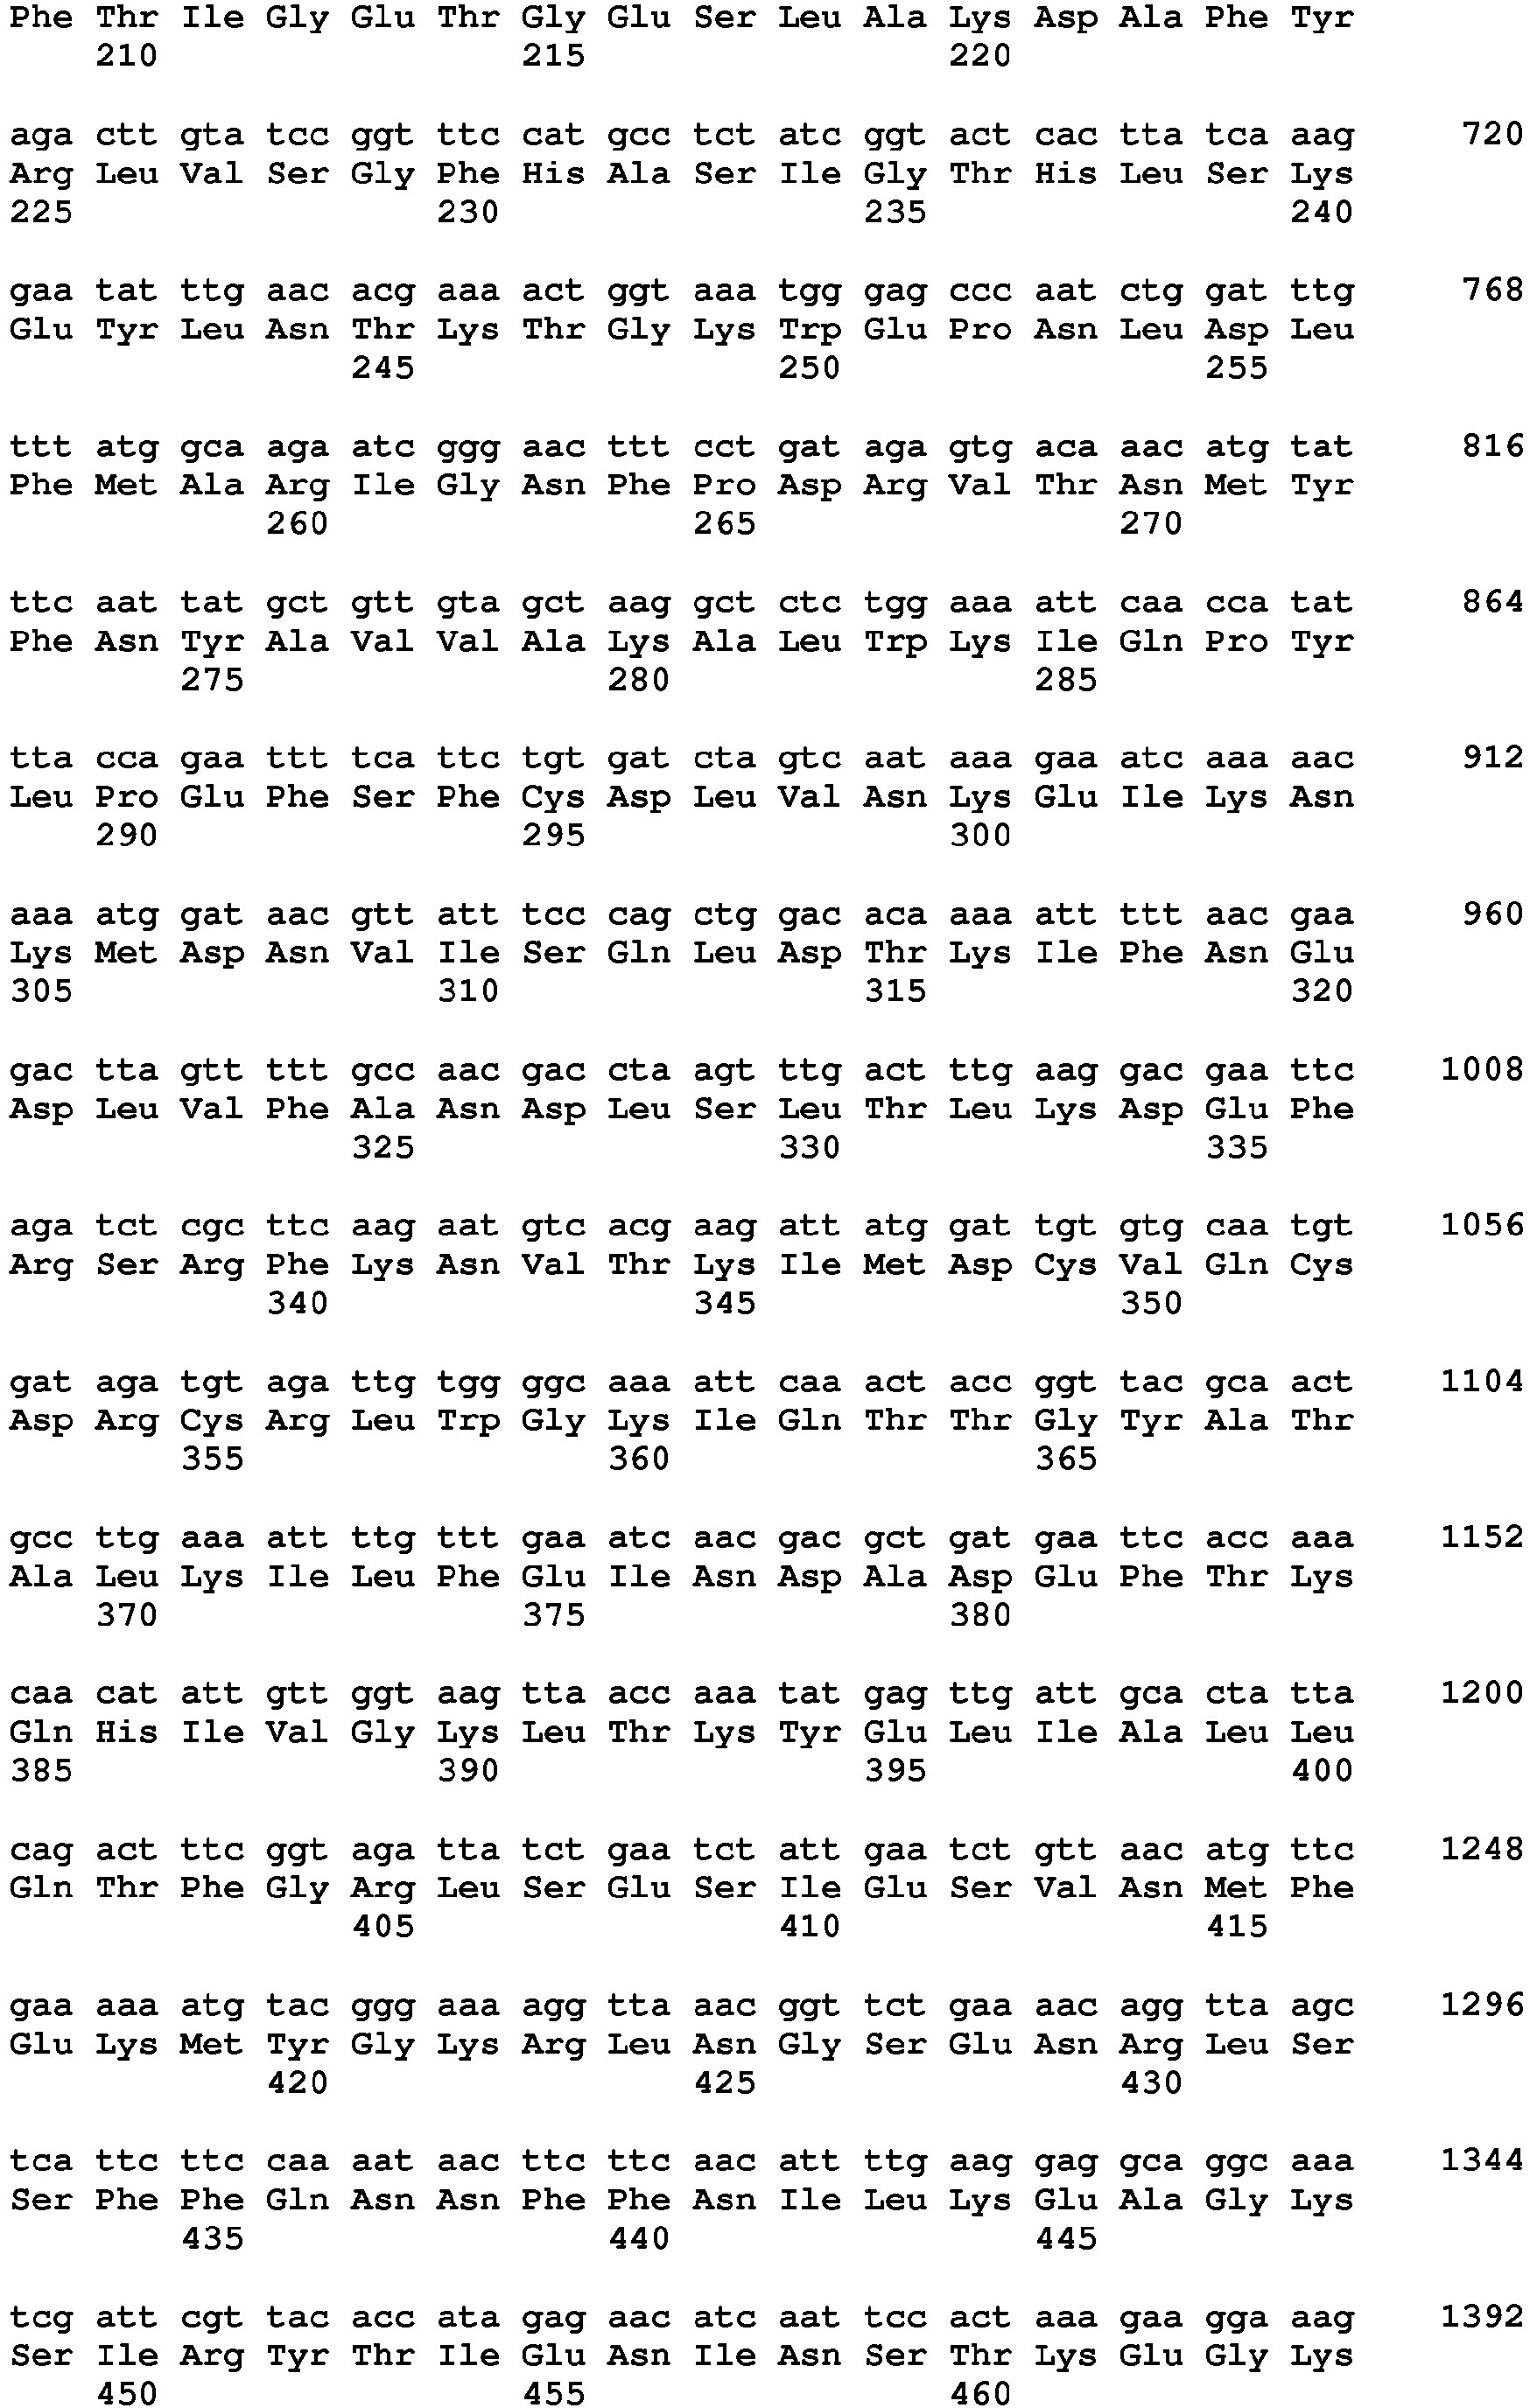 Phe Thr Ile Gly Glu Thr Gly Glu Ser Leu Ala Lys Asp Ala Phe Tyr
210 215 220
aga ctt gta tcc ggt ttc cat gcc tct atc ggt act cac tta tca aag 720
Arg Leu Val Ser Gly Phe His Ala Ser Ile Gly Thr His Leu Ser Lys
225 230 235 240
gaa tat ttg aac acg aaa act ggt aaa tgg gag ccc aat ctg gat ttg 768
Glu Tyr Leu Asn Thr Lys Thr Gly Lys Trp Glu Pro Asn Leu Asp Leu
245 250 255
ttt atg gca aga atc ggg aac ttt cct gat aga gtg aca aac atg tat 816
Phe Met Ala Arg Ile Gly Asn Phe Pro Asp Arg Val Thr Asn Met Tyr
260 265 270
ttc aat tat gct gtt gta gct aag gct ctc tgg aaa att caa cca tat 864
Phe Asn Tyr Ala Val Val Ala Lys Ala Leu Trp Lys Ile Gln Pro Tyr
275 280 285
tta cca gaa ttt tca ttc tgt gat cta gtc aat aaa gaa atc aaa aac 912
Leu Pro Glu Phe Ser Phe Cys Asp Leu Val Asn Lys Glu Ile Lys Asn
290 295 300
aaa atg gat aac gtt att tcc cag ctg gac aca aaa att ttt aac gaa 960
Lys Met Asp Asn Val Ile Ser Gln Leu Asp Thr Lys Ile Phe Asn Glu
305 310 315 320
gac tta gtt ttt gcc aac gac cta agt ttg act ttg aag gac gaa ttc 1008
Asp Leu Val Phe Ala Asn Asp Leu Ser Leu Thr Leu Lys Asp Glu Phe
325 330 335
aga tct cgc ttc aag aat gtc acg aag att atg gat tgt gtg caa tgt 1056
Arg Ser Arg Phe Lys Asn Val Thr Lys Ile Met Asp Cys Val Gln Cys
340 345 350
gat aga tgt aga ttg tgg ggc aaa att caa act acc ggt tac gca act 1104
Asp Arg Cys Arg Leu Trp Gly Lys Ile Gln Thr Thr Gly Tyr Ala Thr
355 360 365
gcc ttg aaa att ttg ttt gaa atc aac gac gct gat gaa ttc acc aaa 1152
Ala Leu Lys Ile Leu Phe Glu Ile Asn Asp Ala Asp Glu Phe Thr Lys
370 375 380
caa cat att gtt ggt aag tta acc aaa tat gag ttg att gca cta tta 1200
Gln His Ile Val Gly Lys Leu Thr Lys Tyr Glu Leu Ile Ala Leu Leu
385 390 395 400
cag act ttc ggt aga tta tct gaa tct att gaa tct gtt aac atg ttc 1248
Gln Thr Phe Gly Arg Leu Ser Glu Ser Ile Glu Ser Val Asn Met Phe
405 410 415
gaa aaa atg tac ggg aaa agg tta aac ggt tct gaa aac agg tta agc 1296
Glu Lys Met Tyr Gly Lys Arg Leu Asn Gly Ser Glu Asn Arg Leu Ser
420 425 430
tca ttc ttc caa aat aac ttc ttc aac att ttg aag gag gca ggc aaa 1344
Ser Phe Phe Gln Asn Asn Phe Phe Asn Ile Leu Lys Glu Ala Gly Lys
435 440 445
tcg att cgt tac acc ata gag aac atc aat tcc act aaa gaa gga aag 1392
Ser Ile Arg Tyr Thr Ile Glu Asn Ile Asn Ser Thr Lys Glu Gly Lys
450 455 460